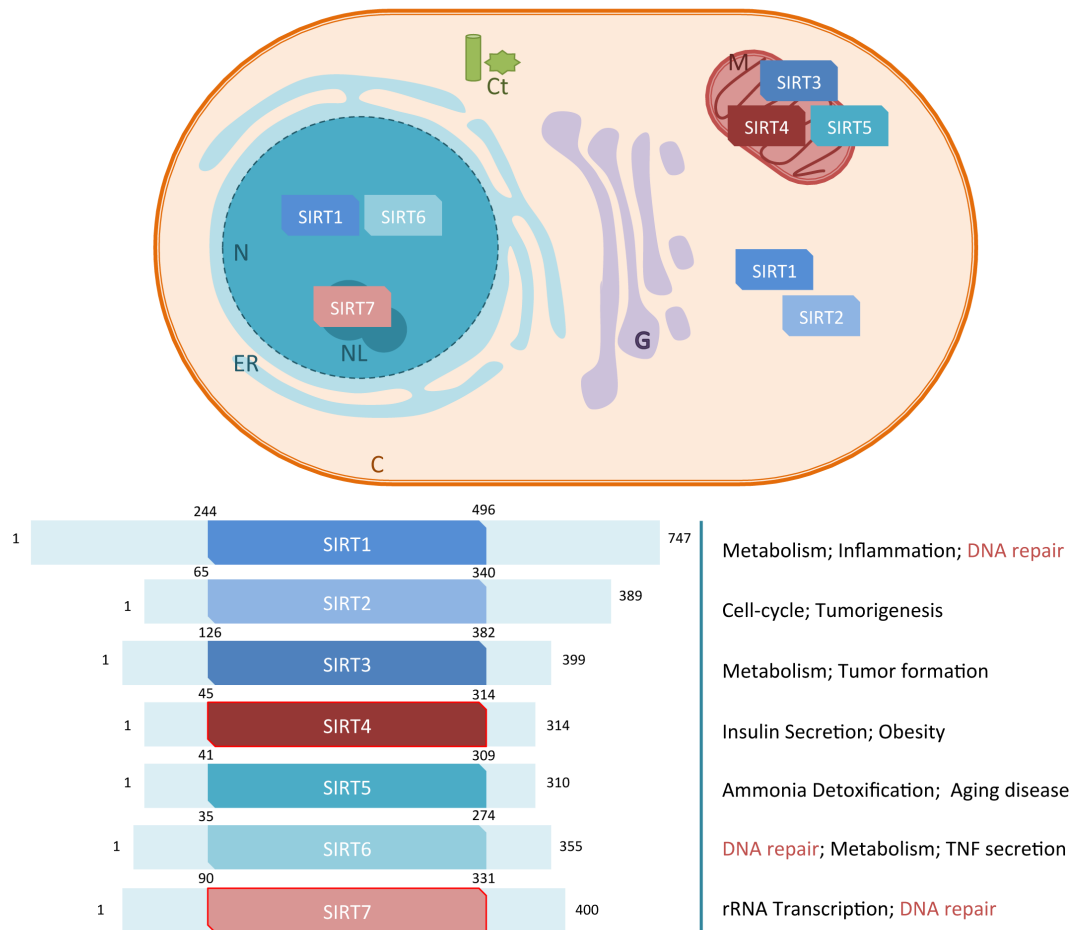 Ct
M
SIRT3
SIRT4 SIRT5
SIRT1 SIRT6
N
SIRT1
SIRT7
SIRT2
G
NL
ER
C
244 496
1 SIRT1 747
Metabolism; Inflammation; DNA repair
65 340
1 SIRT2 389
Cell-cycle; Tumorigenesis
126 382
1 SIRT3 399
Metabolism; Tumor formation
45 314
1 SIRT4 314
Insulin Secretion; Obesity
41 309
1 SIRT5 310
Ammonia Detoxification; Aging disease
35 274
1 SIRT6 355
DNA repair; Metabolism; TNF secretion
90 331
1 SIRT7 400
rRNA Transcription; DNA repair